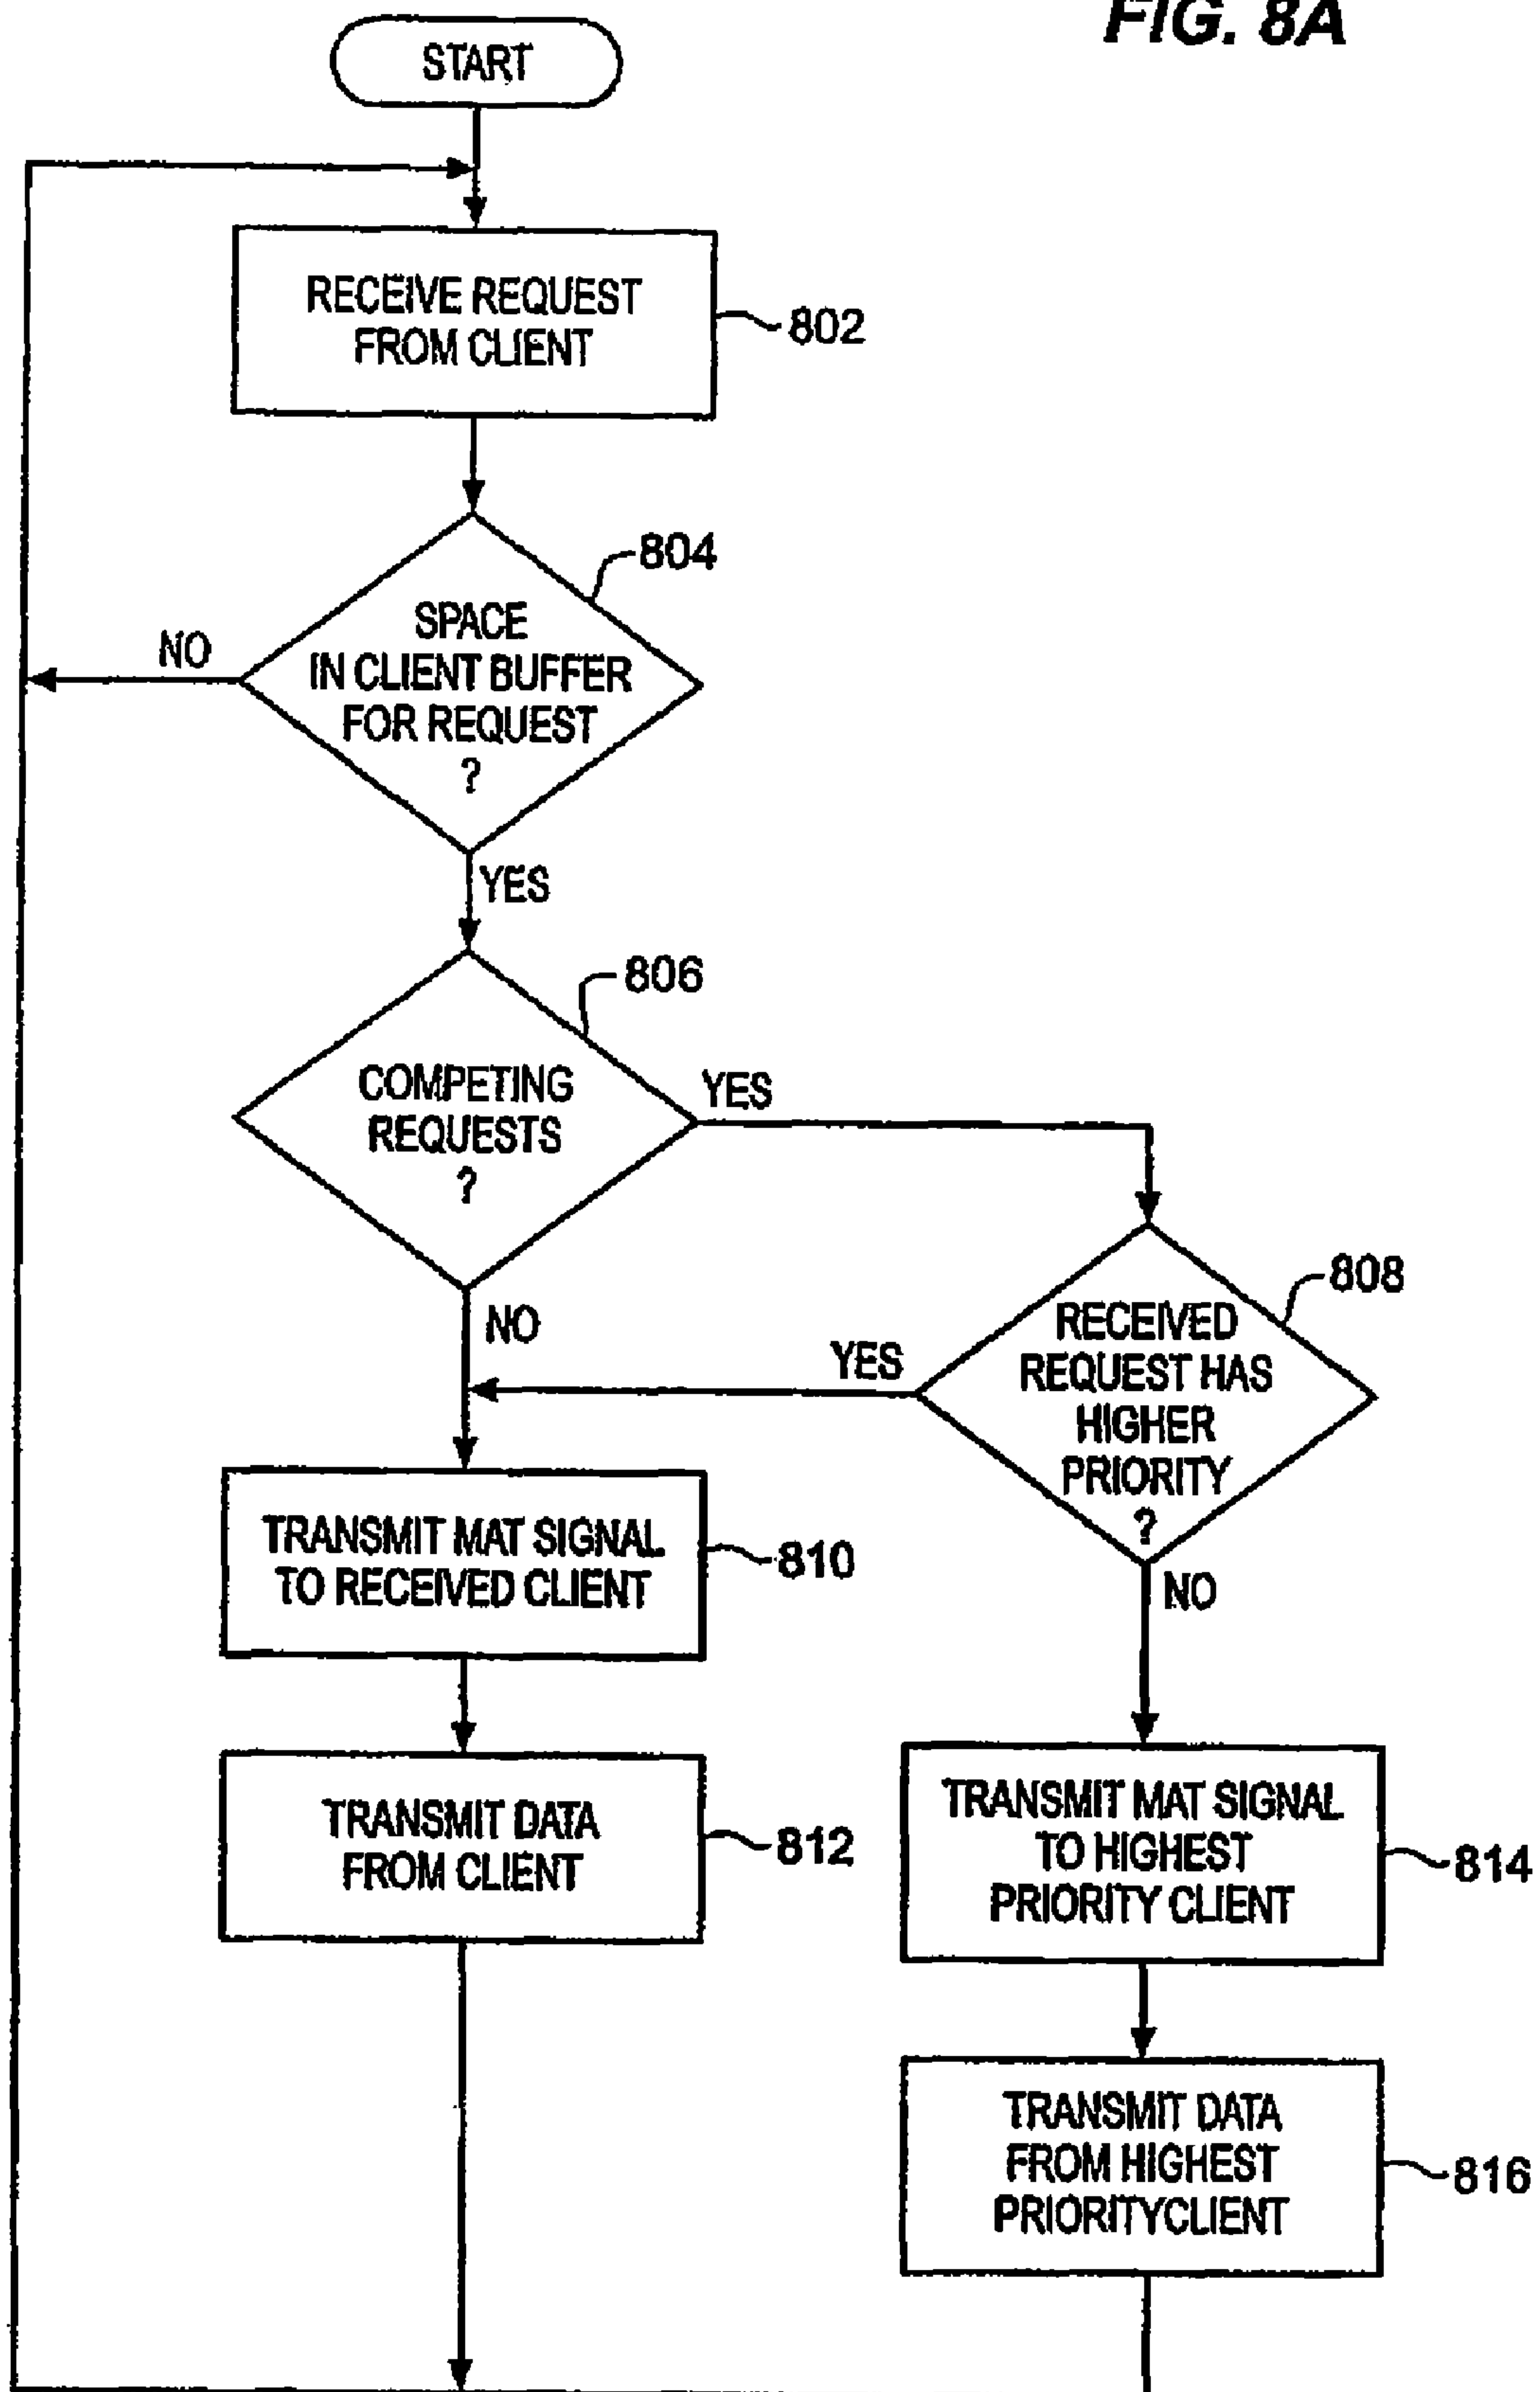 FIG. 8A
START
RECEIVE REQUEST
FROM CLIENT
802
804
SPACE
IN CLIENT BUFFER
FOR REQUEST
?
NO
YES
806
COMPETING
REQUESTS
?
YES
NO
808
RECEIVED
REQUEST HAS
HIGHER
PRIORITY
?
YES
NO
TRANSMIT MAT SIGNAL
TO RECEIVED CLIENT
810
TRANSMIT DATA
FROM CLIENT
812
TRANSMIT MAT SIGNAL
TO HIGHEST
PRIORITY CLIENT
814
TRANSMIT DATA
FROM HIGHEST
PRIORITYCLIENT
816